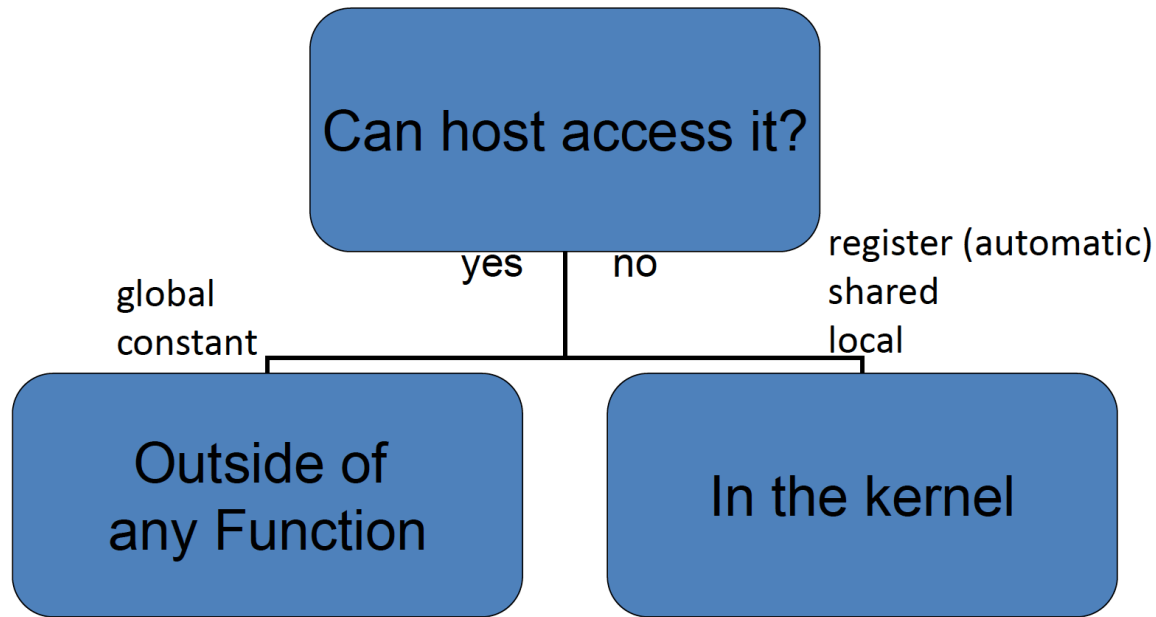 Can host access it?
yes
no
global
constant
register (automatic)
shared
local
Outside of
any Function
In the kernel